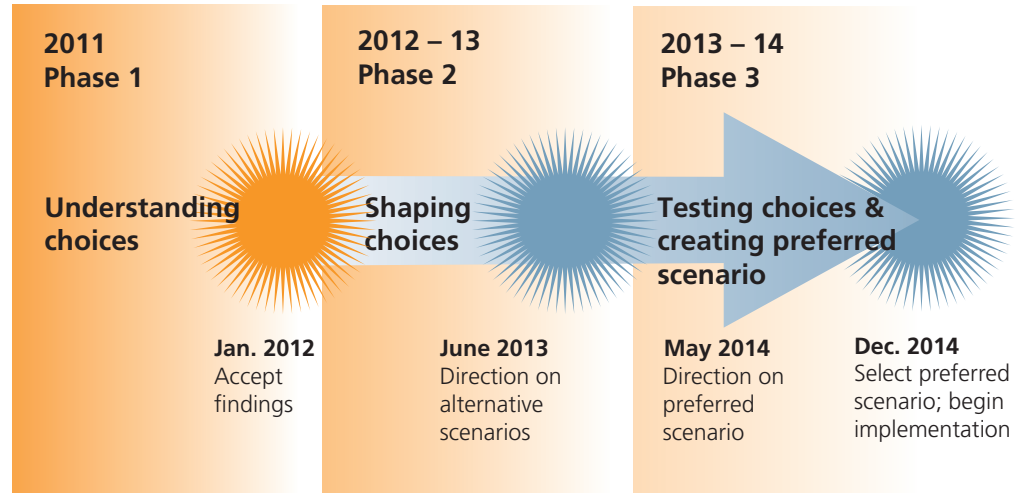 2011
Phase 1
2012 – 13
Phase 2
2013 – 14
Phase 3
Understanding
choices
Shaping
choices
Testing choices &
creating preferred
scenario
Jan. 2012
Accept
findings
June 2013
Direction on
alternative
scenarios
May 2014
Direction on
preferred
scenario
Dec. 2014
Select preferred
scenario; begin
implementation